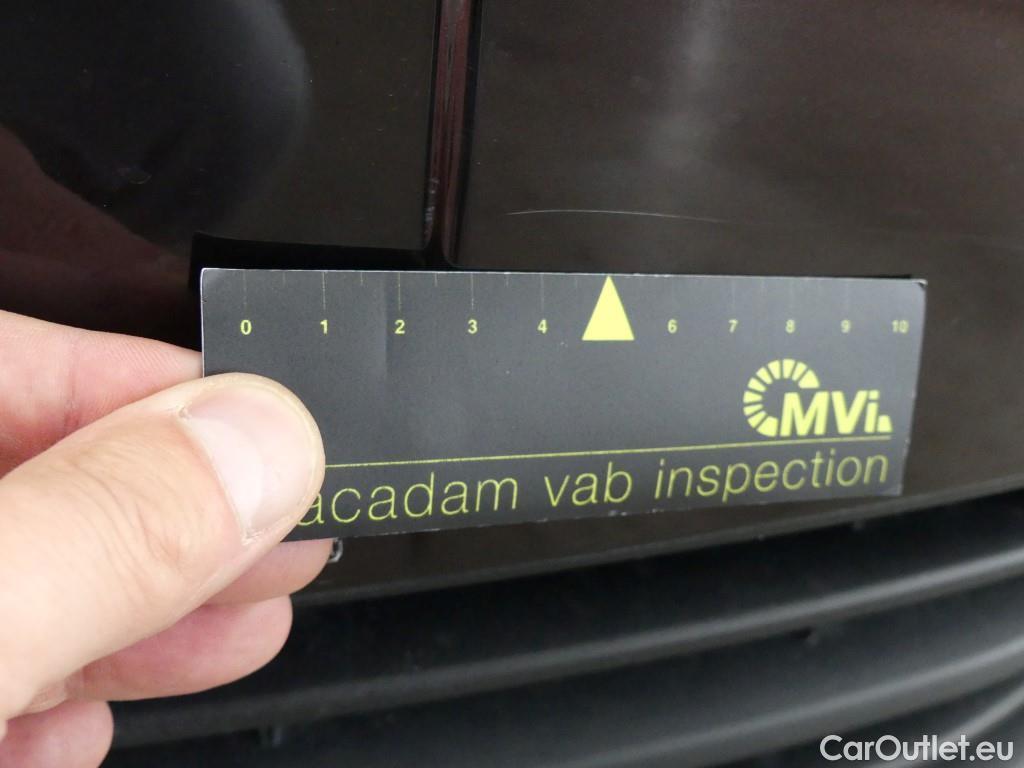 0 1 2 3 4 6 7 8 9 10
MVi
acadam vab inspection
CarOutlet.eu